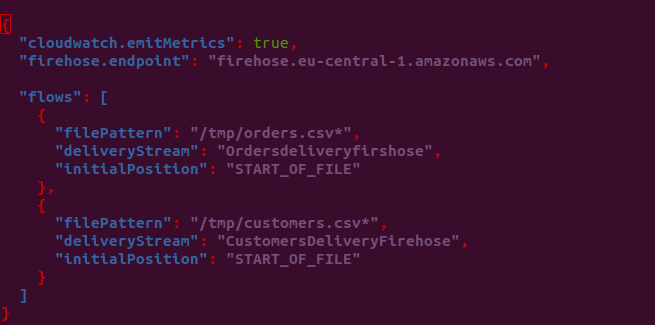 {
  "cloudwatch.emitMetrics": true,
  "firehose.endpoint": "firehose.eu-central-1.amazonaws.com",

  "flows": [
    {
      "filePattern": "/tmp/orders.csv*",
      "deliveryStream": "Ordersdeliveryfirshose",
      "initialPosition": "START_OF_FILE"
    },
    {
      "filePattern": "/tmp/customers.csv*",
      "deliveryStream": "CustomersDeliveryFirehose",
      "initialPosition": "START_OF_FILE"
    }
  ]
}